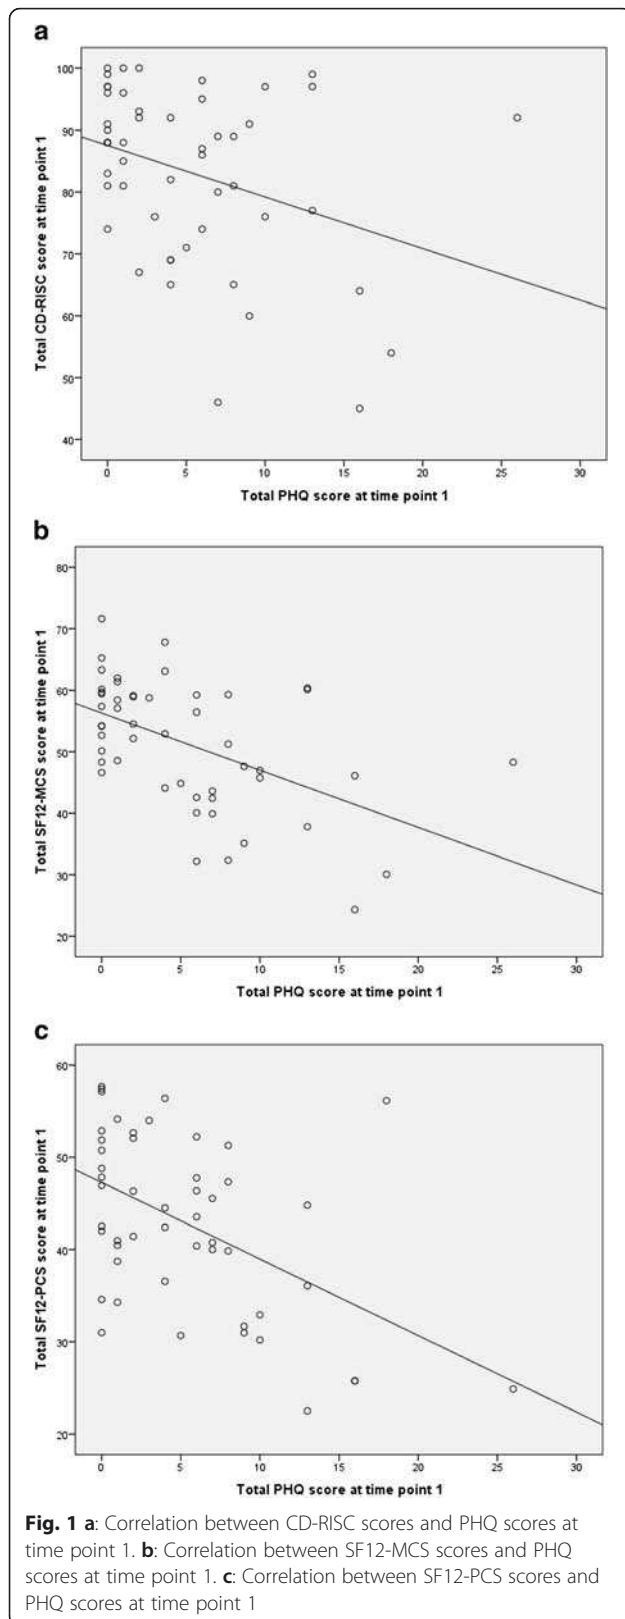 a
100
90
80
70
60
50
40
Total CD-RISC score at time point 1
0 5 10 15 20 25 30
Total PHQ score at time point 1
b
80
70
60
50
40
30
20
Total SF12-MCS score at time point 1
0 5 10 15 20 25 30
Total PHQ score at time point 1
c
60
50
40
30
20
Total SF12-PCS score at time point 1
0 5 10 15 20 25 30
Total PHQ score at time point 1
Fig. 1 a: Correlation between CD-RISC scores and PHQ scores at
time point 1. b: Correlation between SF12-MCS scores and PHQ
scores at time point 1. c: Correlation between SF12-PCS scores and
PHQ scores at time point 1